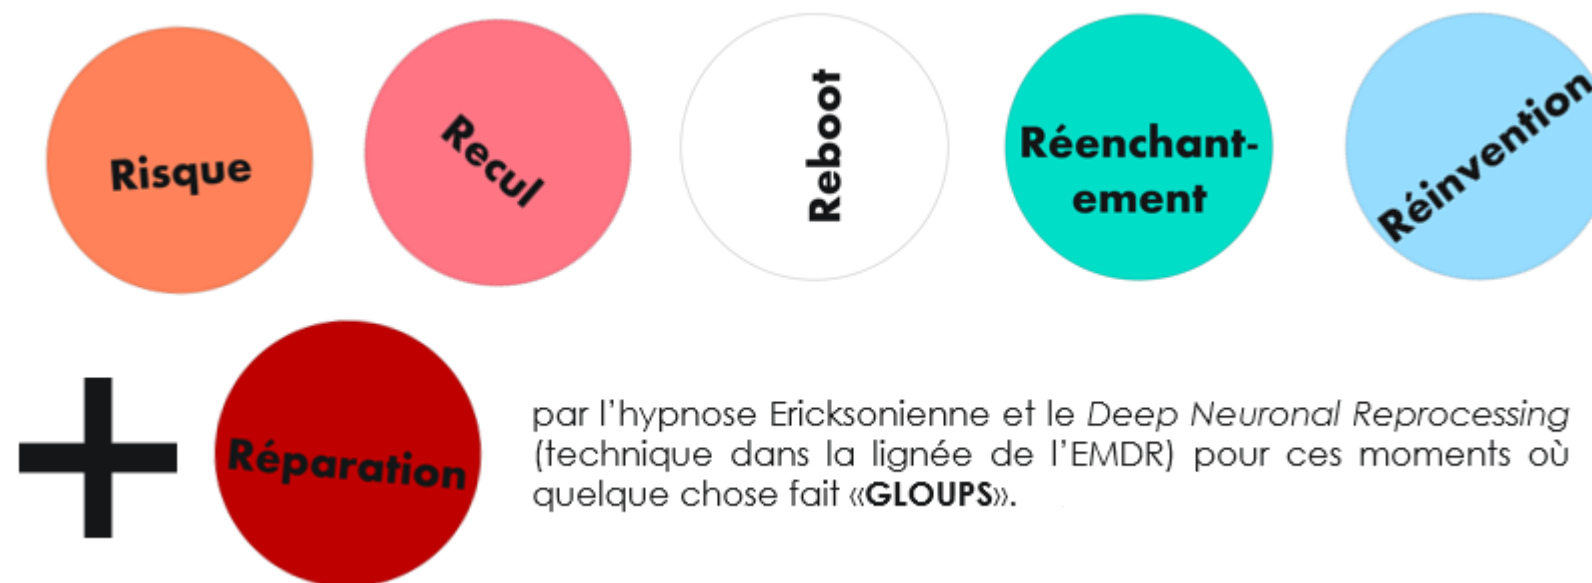 Risque
Recul
Reboot
Réenchant-
ement
Réinvention
Réparation
par l'hypnose Ericksonienne et le Deep Neuronal Reprocessing
(technique dans la lignée de l'EMDR) pour ces moments où
quelque chose fait «GLOUPS».